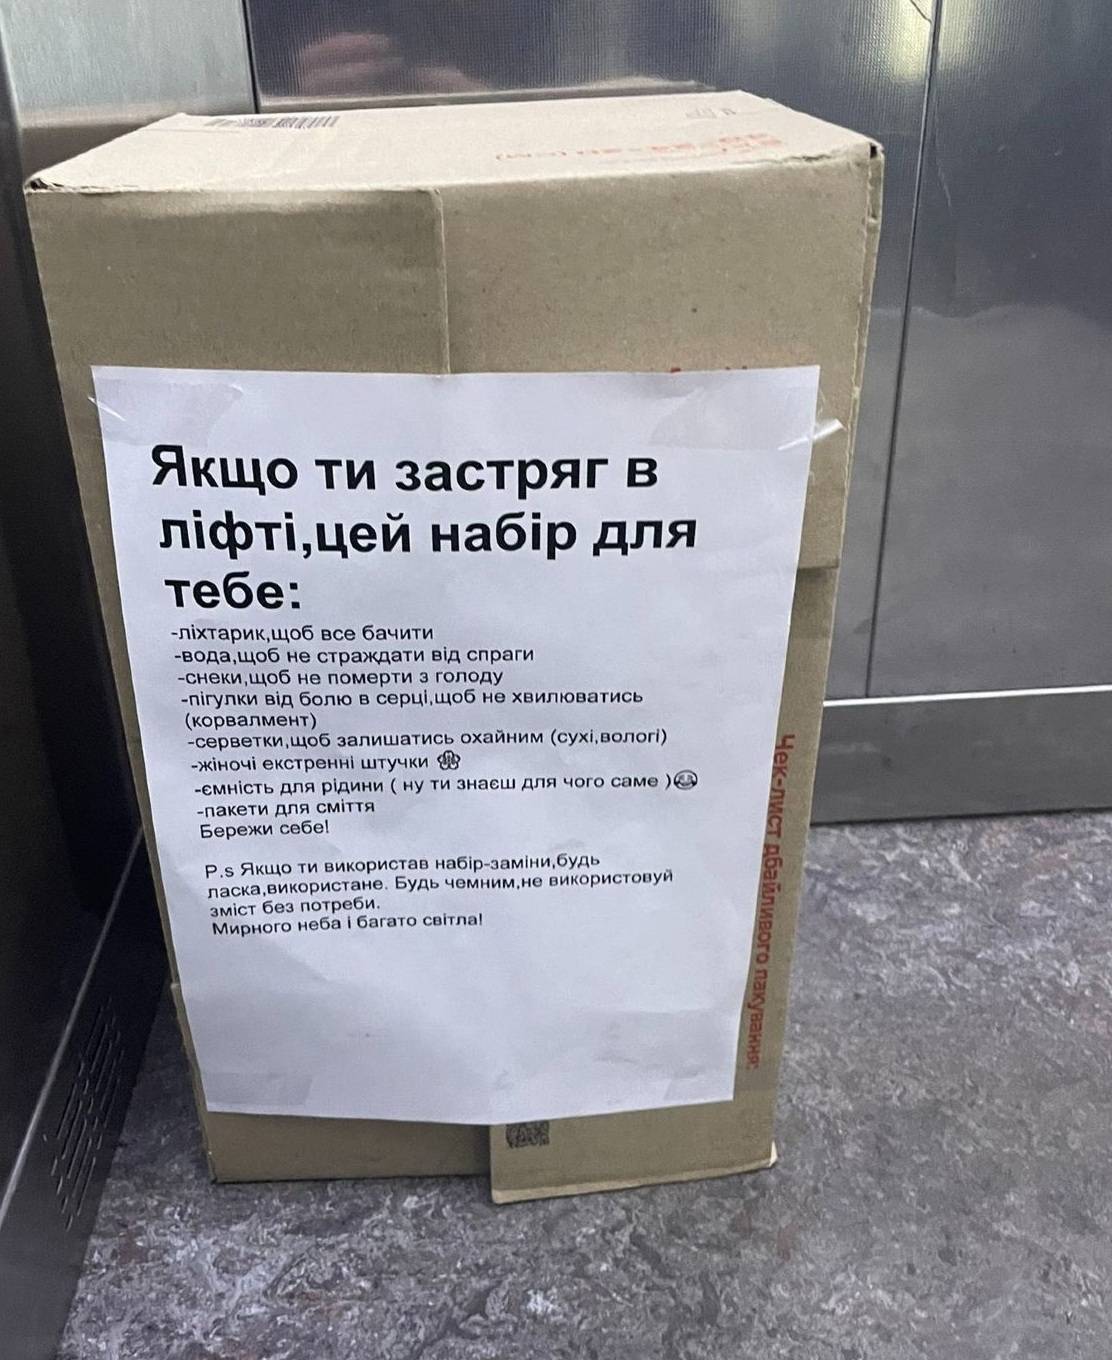 Якщо ти застряг в
ліфті,цей набір для
тебе:
-ліхтарик,щоб все бачити
-вода,щоб не страждати від спраги
-снеки,щоб не померти з голоду
-пігулки від болю в серці,щоб не хвилюватись
(корвалмент)
-серветки,щоб залишатись охайним (сухі,вологі)
-жіночі екстренні штучки
-ємність для рідини ( ну ти знаєш для чого саме )😂
-пакети для сміття
Бережи себе!
P.s Якщо ти використав набір-заміни,будь
ласка,використане. Будь чемним,не використовуй
зміст без потреби.
Мирного неба і багато світла!
Чек-лист дбайливого пакування: